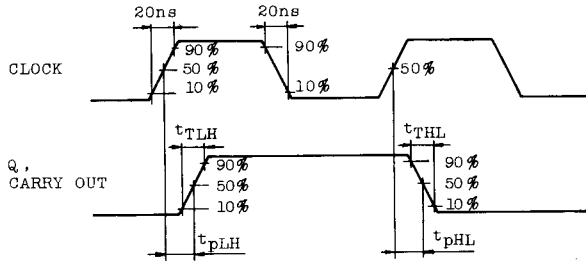 20ns 20ns
90% 90%
CLOCK 50% 50%
10% 10%
tTLH tTHL
Q,
CARRY OUT
90% 90%
50% 50%
10% 10%
tpLH tpHL